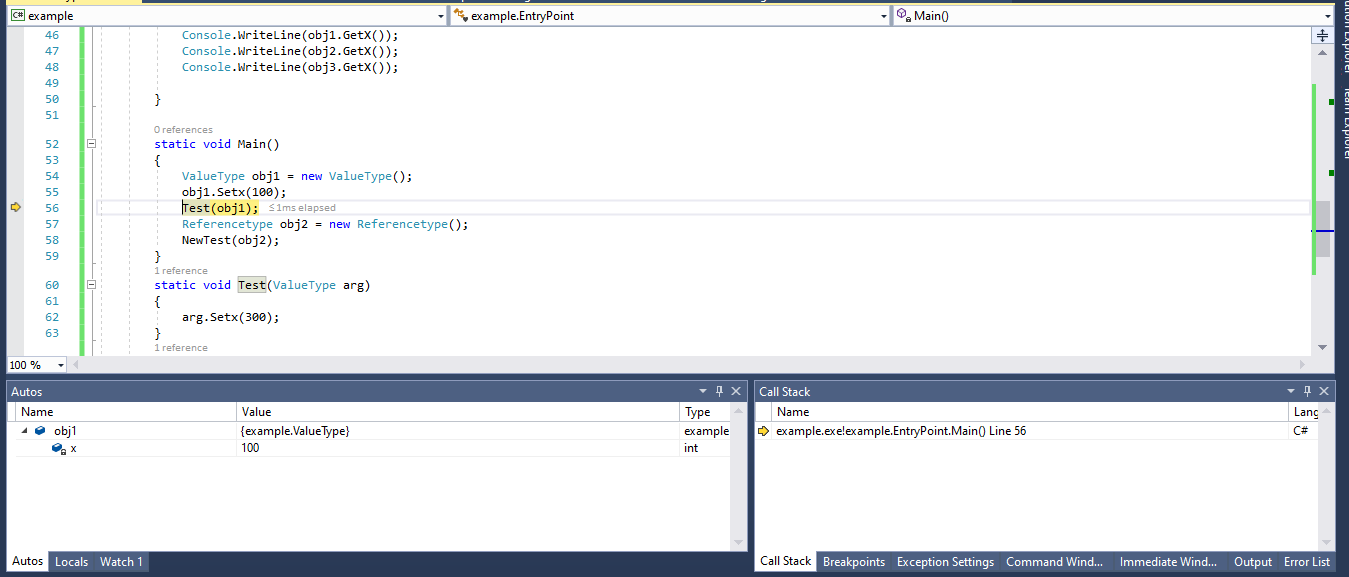 C# example
example.EntryPoint
Main()
46 Console.WriteLine(obj1.GetX());
47 Console.WriteLine(obj2.GetX());
48 Console.WriteLine(obj3.GetX());
49
50 }
51
0 references
52 static void Main()
53 {
54 ValueType obj1 = new ValueType();
55 obj1.Setx(100);
56 Test(obj1); ≤1ms elapsed
57 Referencetype obj2 = new Referencetype();
58 NewTest(obj2);
59 }
1 reference
60 static void Test(ValueType arg)
61 {
62 arg.Setx(300);
63 }
1 reference
100 %
Autos
Name Value Type
obj1 {example.ValueType} example
x 100 int
Autos Locals Watch 1
Call Stack
Name Lang
example.exe!example.EntryPoint.Main() Line 56 C#
Call Stack Breakpoints Exception Settings Command Wind... Immediate Wind... Output Error List
Explorer
Team Explorer